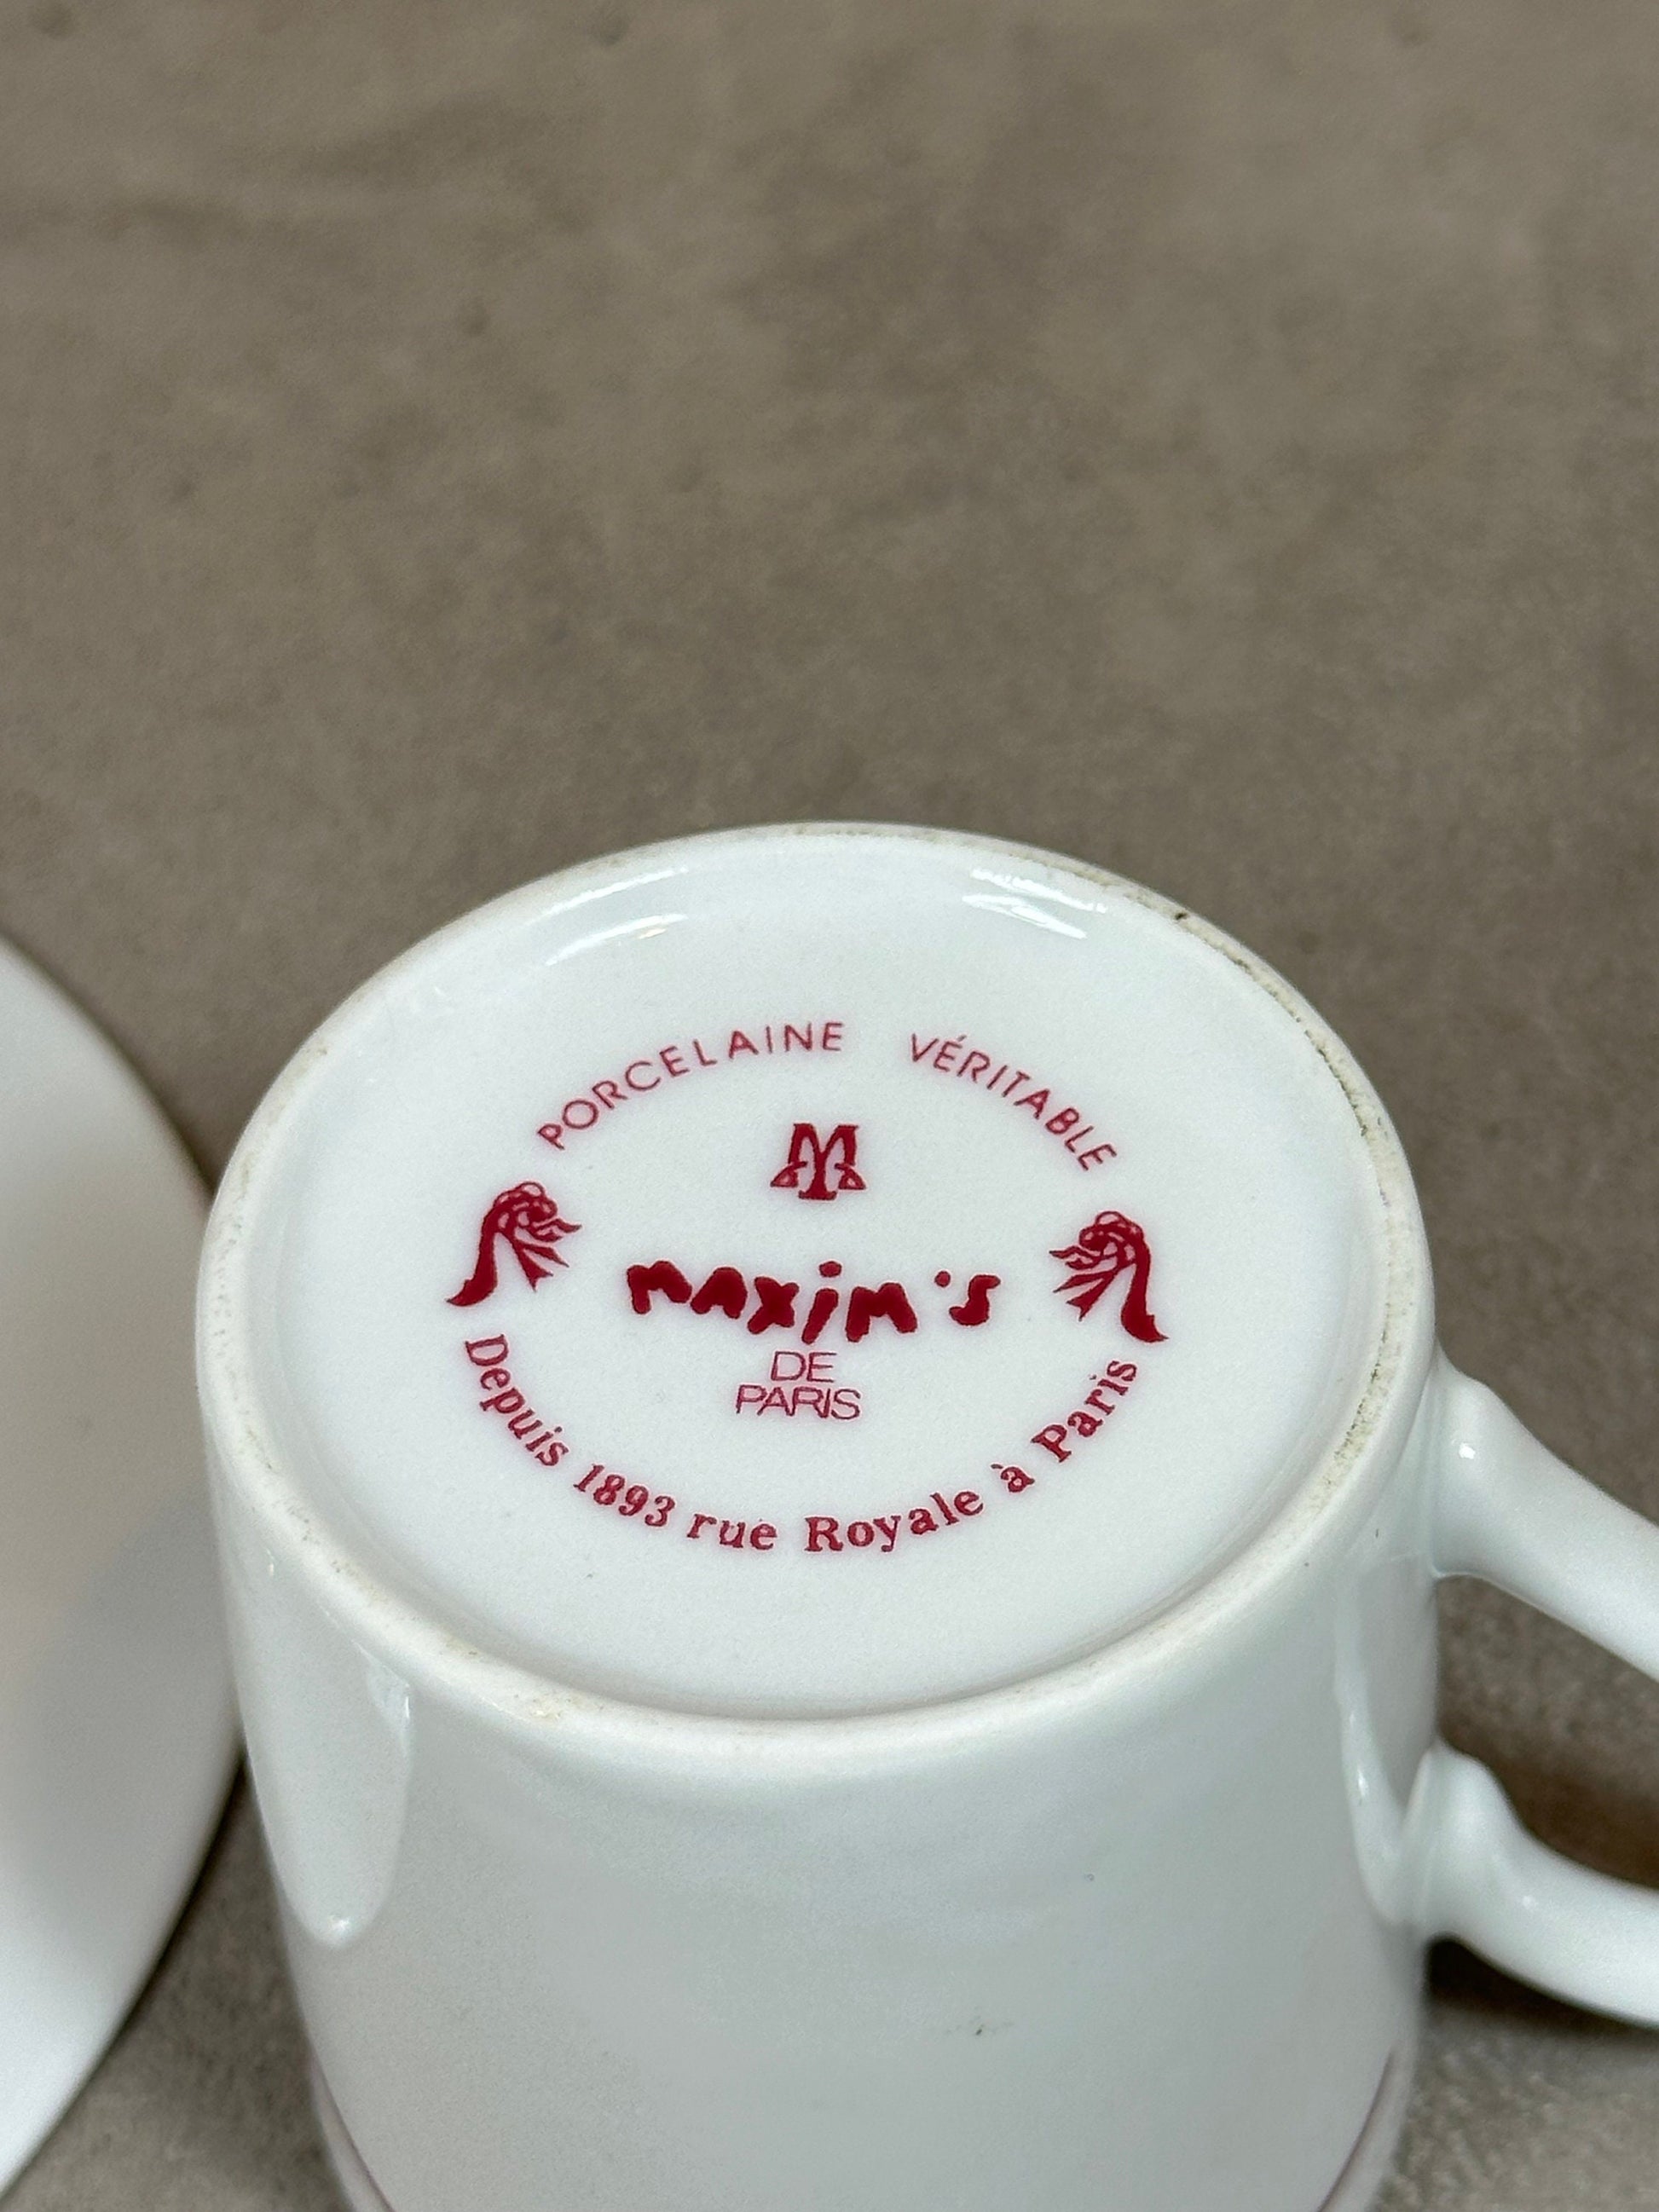 PORCELAINE VÉRITABLE
M
maxim's
DE
PARIS
Depuis 1893 rue Royale à Paris